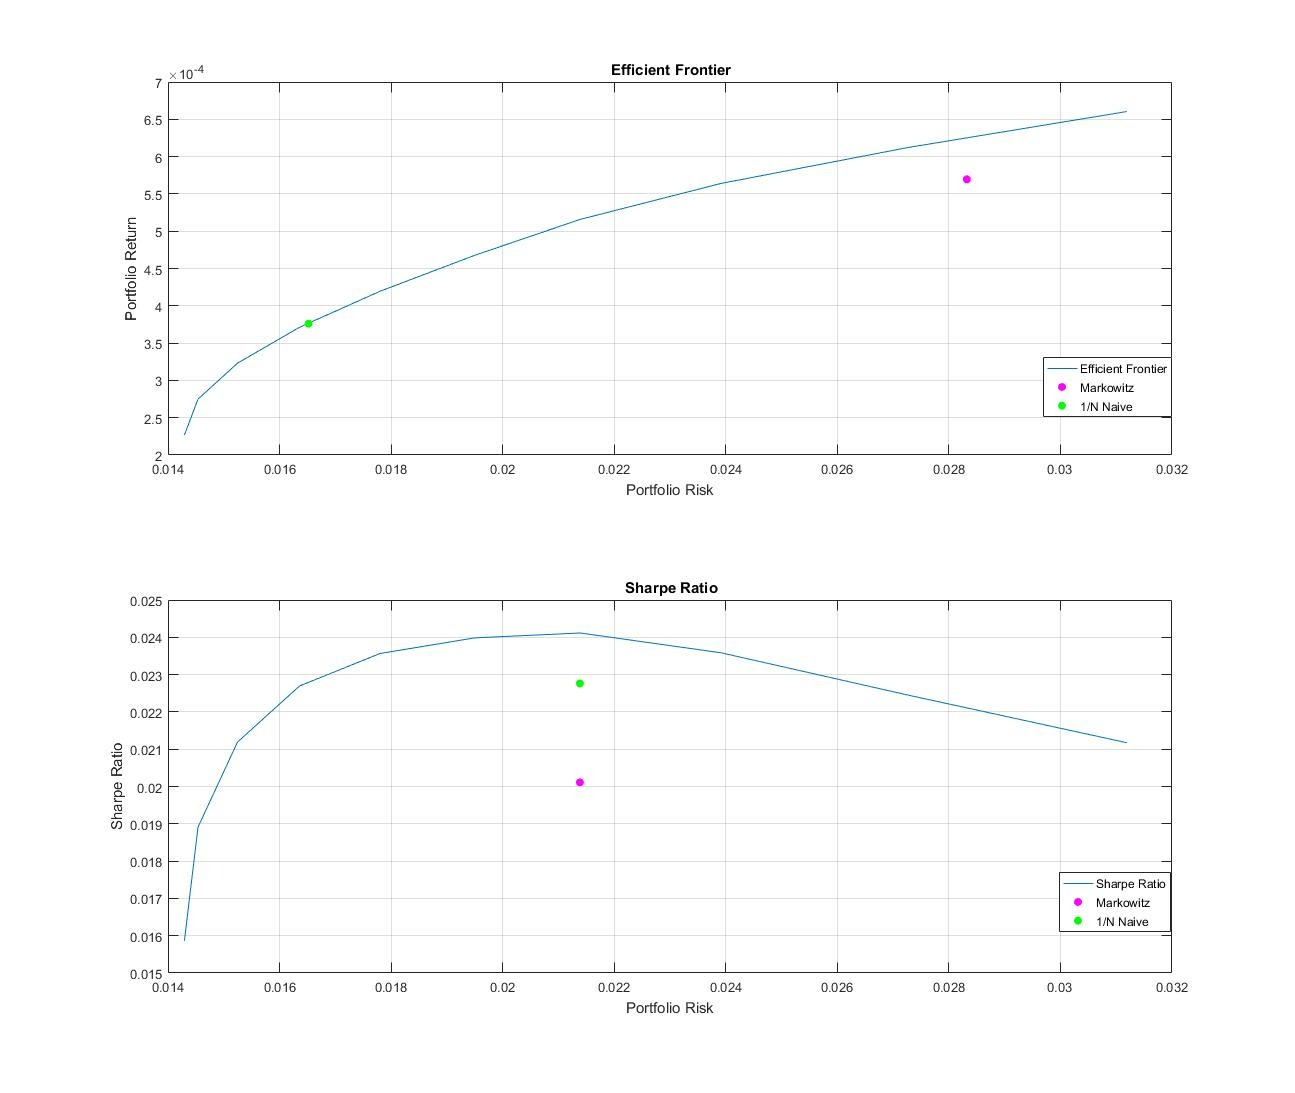 Efficient Frontier
×10-4
7
6.5
6
5.5
5
4.5
4
3.5
3
2.5
2
Portfolio Return
0.014 0.016 0.018 0.02 0.022 0.024 0.026 0.028 0.03 0.032
Portfolio Risk
Efficient Frontier
Markowitz
1/N Naive
Sharpe Ratio
0.025
0.024
0.023
0.022
0.021
0.02
0.019
0.018
0.017
0.016
0.015
Sharpe Ratio
0.014 0.016 0.018 0.02 0.022 0.024 0.026 0.028 0.03 0.032
Portfolio Risk
Sharpe Ratio
Markowitz
1/N Naive